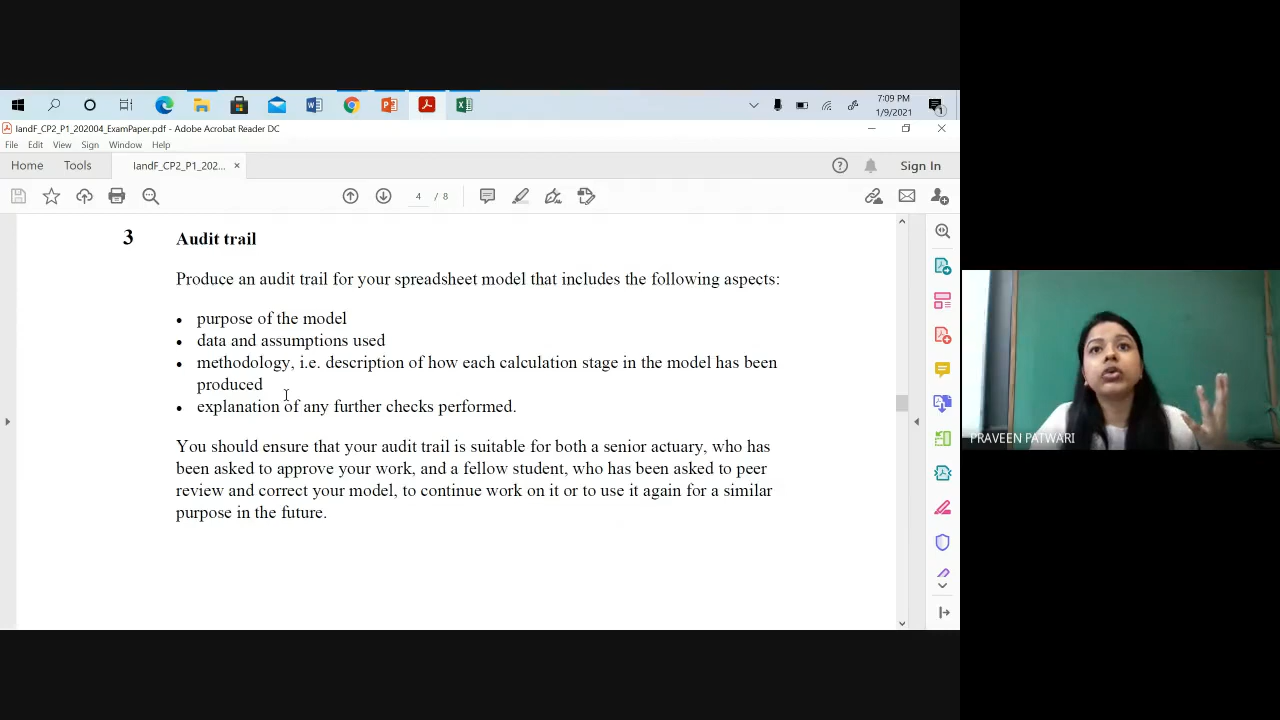 7:09 PM
1/9/2021
IandF_CP2_P1_202004_ExamPaper.pdf - Adobe Acrobat Reader DC
File Edit View Sign Window Help
Home Tools IandF_CP2_P1_202... × Sign In
4 / 8
3 Audit trail
Produce an audit trail for your spreadsheet model that includes the following aspects:
• purpose of the model
• data and assumptions used
• methodology, i.e. description of how each calculation stage in the model has been
produced
• explanation of any further checks performed.
You should ensure that your audit trail is suitable for both a senior actuary, who has
been asked to approve your work, and a fellow student, who has been asked to peer
review and correct your model, to continue work on it or to use it again for a similar
purpose in the future.
PRAVEEN PATWARI